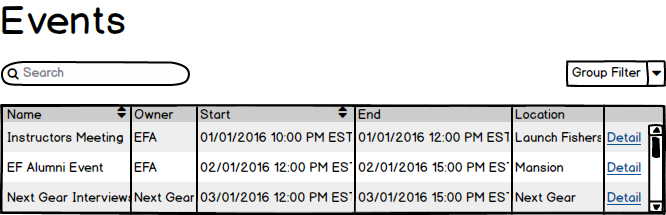 Events
Search
Group Filter
Name Owner Start End Location
Instructors Meeting EFA 01/01/2016 10:00 PM EST 01/01/2016 12:00 PM EST Launch Fishers Detail
EF Alumni Event EFA 02/01/2016 12:00 PM EST 02/01/2016 15:00 PM EST Mansion Detail
Next Gear Interviews Next Gear 03/01/2016 12:00 PM EST 03/01/2016 15:00 PM EST Next Gear Detail